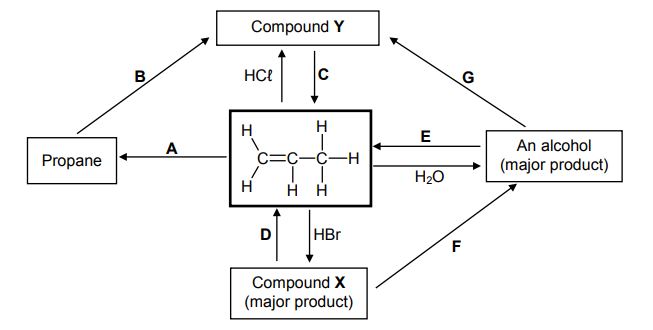 Compound Y
B
HCℓ
C
G
H
H
C=C–C–H
H
H
H
Propane
A
E
An alcohol
(major product)
H₂O
D
HBr
F
Compound X
(major product)